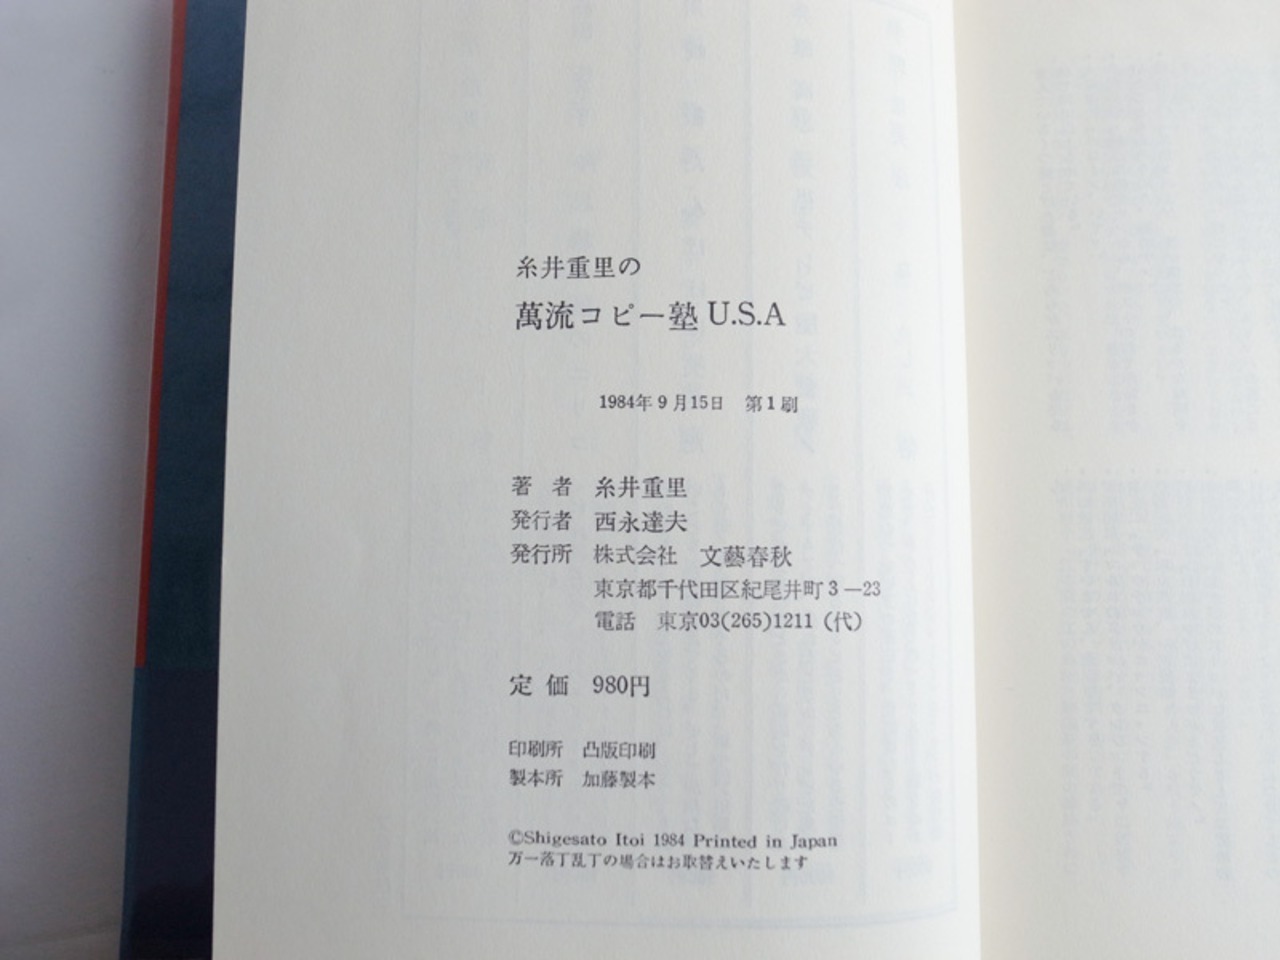 糸井重里の
萬流コピー塾 U.S.A
1984年9月15日　第1刷
著　者　糸井重里
発行者　西永達夫
発行所　株式会社　文藝春秋
東京都千代田区紀尾井町3―23
電話　東京03(265)1211（代）
定　価　980円
印刷所　凸版印刷
製本所　加藤製本
©Shigesato Itoi 1984 Printed in Japan
万一落丁乱丁の場合はお取替えいたします